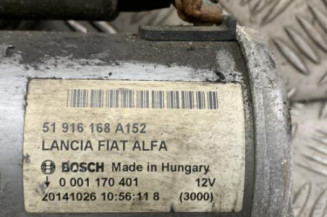 51 916 168 A152
LANCIA FIAT ALFA
BOSCH Made in Hungary
0 001 170 401 12V
20141026 10:56:11 8 (3000)